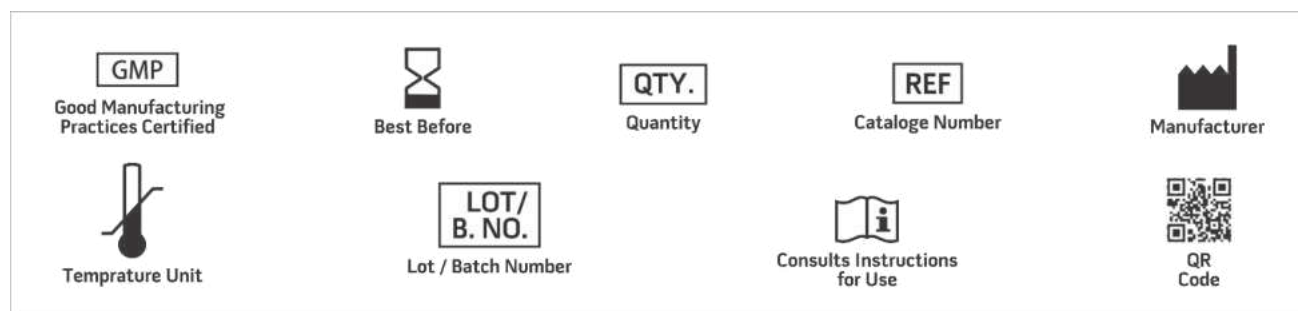 GMP
Good Manufacturing
Practices Certified
Best Before
QTY.
Quantity
REF
Cataloge Number
Manufacturer
Temprature Unit
LOT/
B. NO.
Lot / Batch Number
i
Consults Instructions
for Use
QR
Code